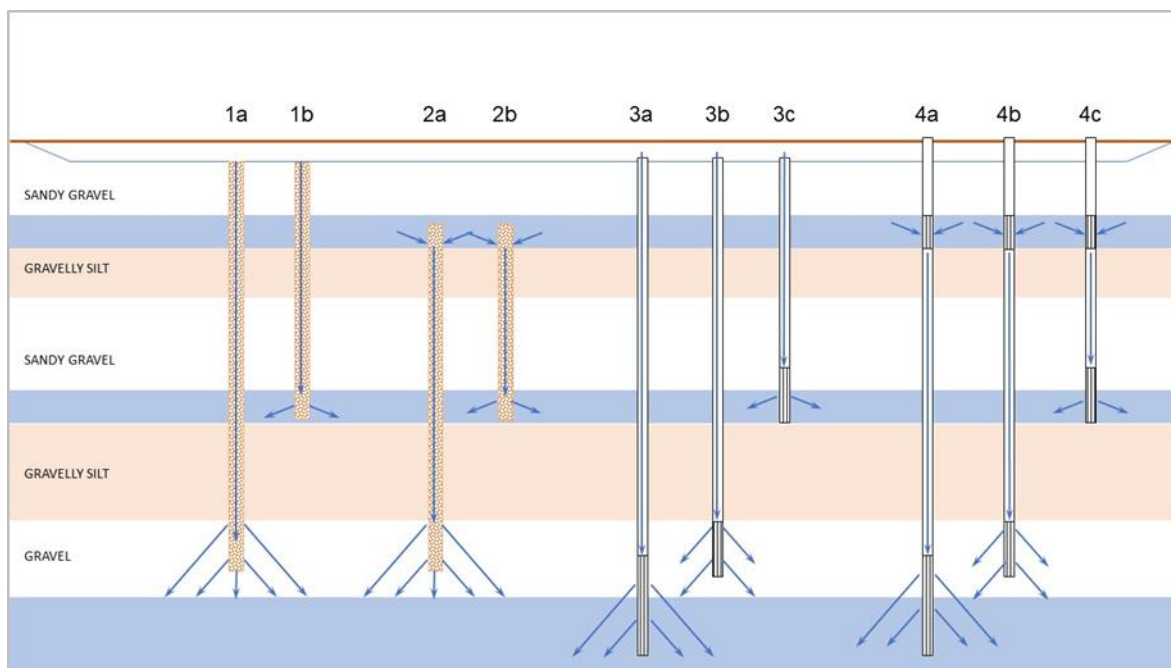 1a 1b 2a 2b 3a 3b 3c 4a 4b 4c
SANDY GRAVEL
GRAVELLY SILT
SANDY GRAVEL
GRAVELLY SILT
GRAVEL